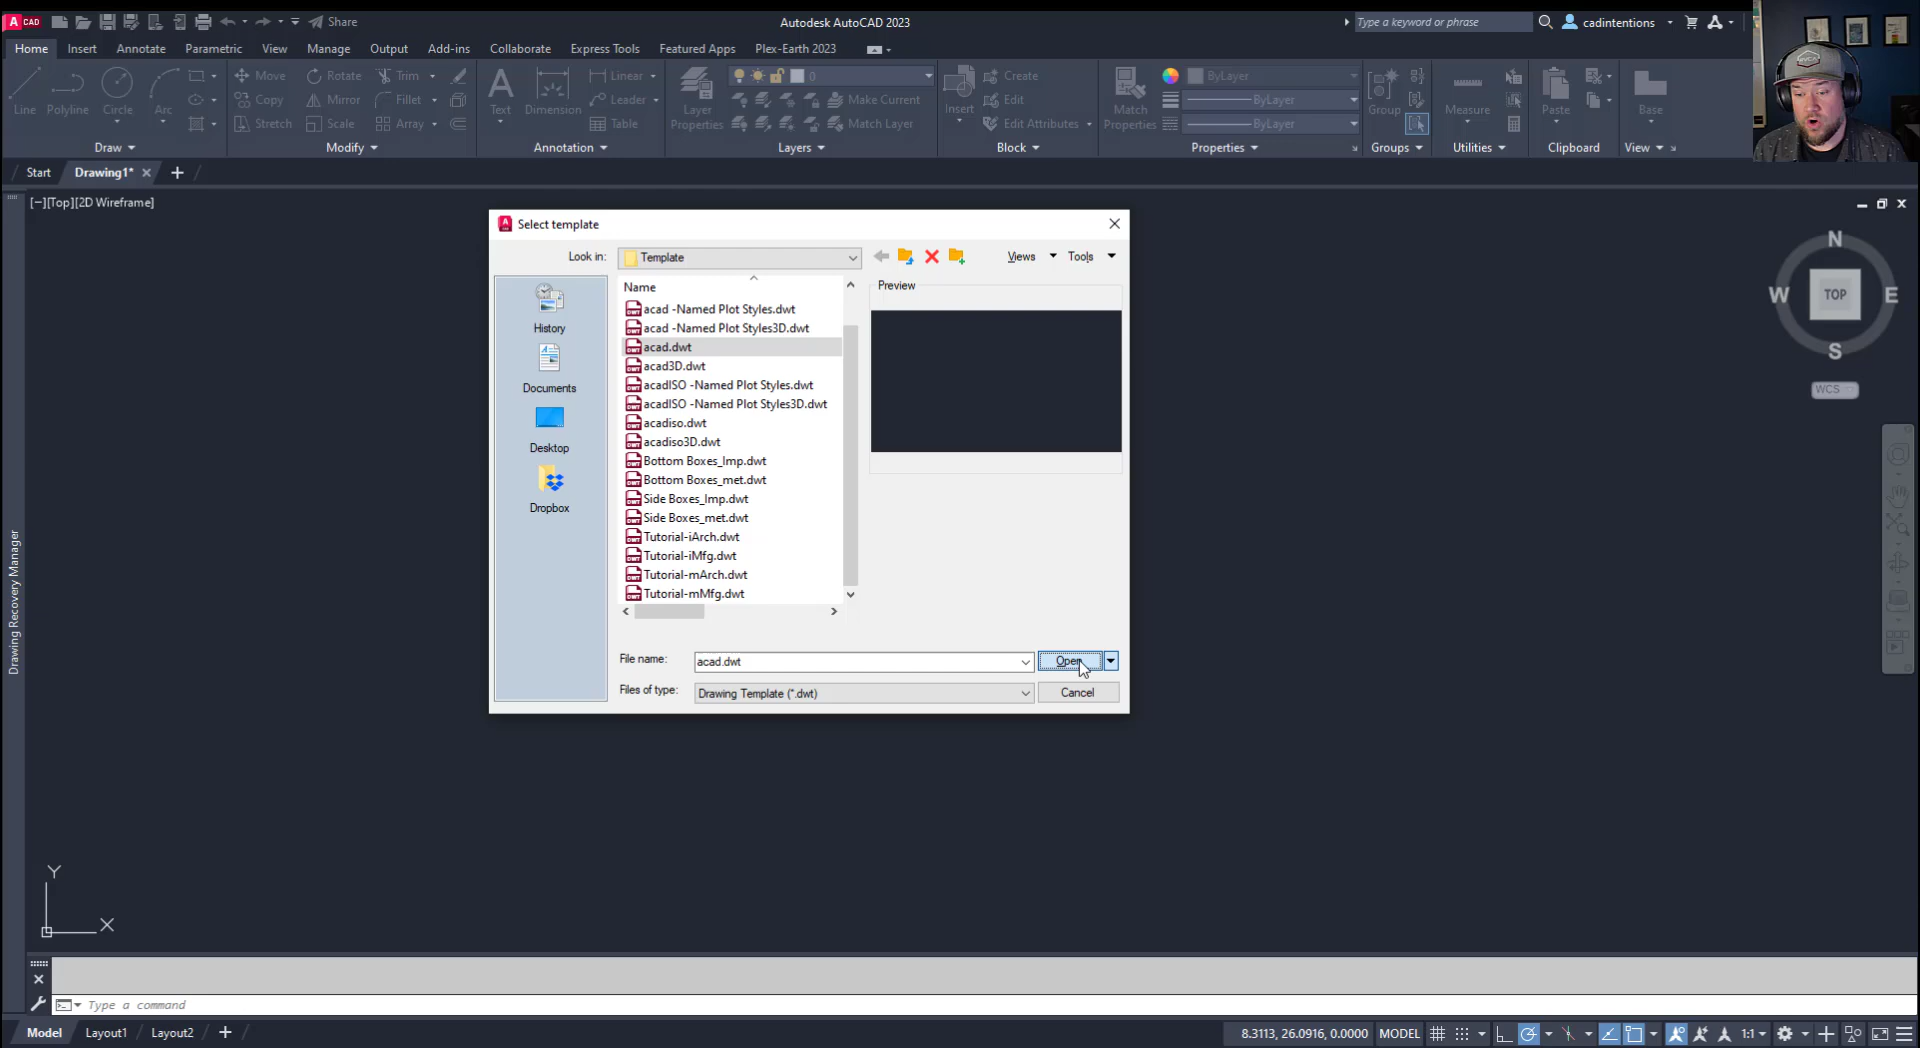 A CAD
Share
Autodesk AutoCAD 2023
Type a keyword or phrase
cadintentions
Home Insert Annotate Parametric View Manage Output Add-ins Collaborate Express Tools Featured Apps Plex-Earth 2023
Line
Polyline
Circle
Arc
Draw
Move
Copy
Stretch
Rotate
Mirror
Scale
Trim
Fillet
Array
Modify
Text
Dimension
Linear
Leader
Table
Annotation
Layer
Properties
0
Make Current
Match Layer
Layers
Insert
Create
Edit
Edit Attributes
Block
Match
Properties
ByLayer
ByLayer
ByLayer
Properties
Group
Groups
Measure
Utilities
Paste
Clipboard
Base
View
Start
Drawing1*
[−][Top][2D Wireframe]
Select template
Look in:
Template
Views
Tools
History
Documents
Desktop
Dropbox
Name
acad -Named Plot Styles.dwt
acad -Named Plot Styles3D.dwt
acad.dwt
acad3D.dwt
acadISO -Named Plot Styles.dwt
acadISO -Named Plot Styles3D.dwt
acadiso.dwt
acadiso3D.dwt
Bottom Boxes_Imp.dwt
Bottom Boxes_met.dwt
Side Boxes_Imp.dwt
Side Boxes_met.dwt
Tutorial-iArch.dwt
Tutorial-iMfg.dwt
Tutorial-mArch.dwt
Tutorial-mMfg.dwt
Preview
File name:
acad.dwt
Open
Files of type:
Drawing Template (*.dwt)
Cancel
N
W
TOP
E
S
WCS
Drawing Recovery Manager
Y
X
Type a command
Model Layout1 Layout2
8.3113, 26.0916, 0.0000 MODEL
1:1